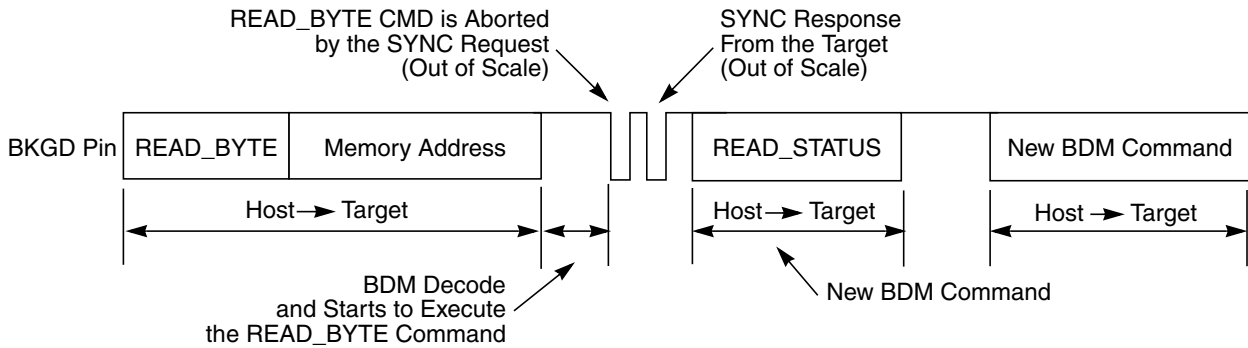 READ_BYTE CMD is Aborted
by the SYNC Request
(Out of Scale)
SYNC Response
From the Target
(Out of Scale)
BKGD Pin
READ_BYTE
Memory Address
READ_STATUS
New BDM Command
Host → Target
Host → Target
Host → Target
BDM Decode
and Starts to Execute
the READ_BYTE Command
New BDM Command